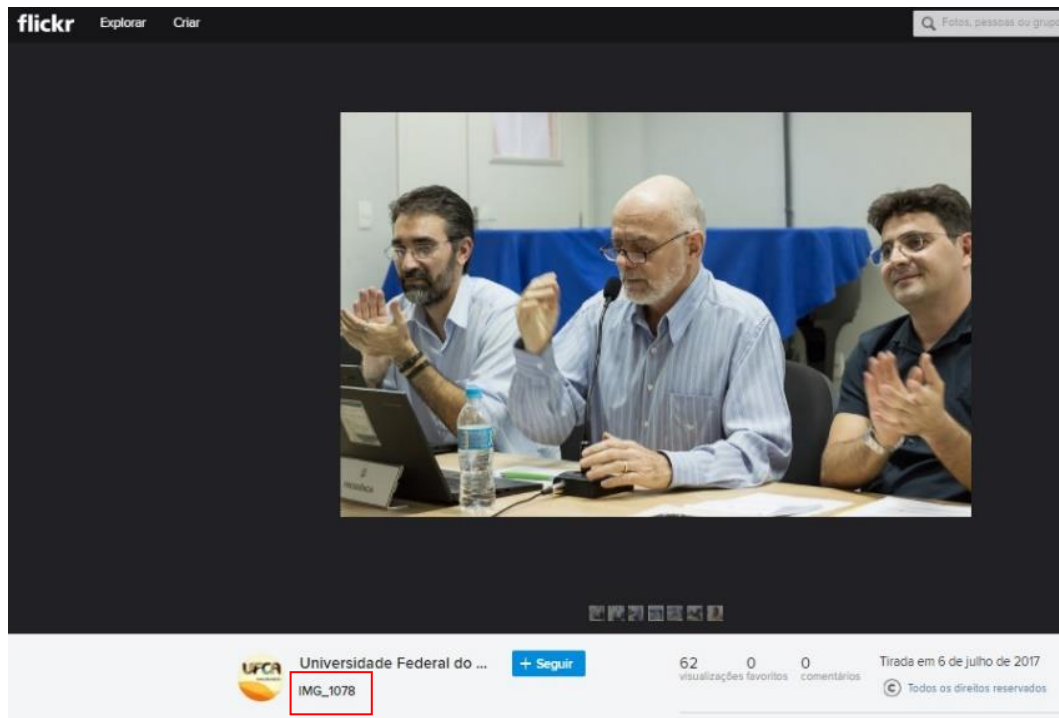 flickr Explorar Criar
Fotos, pessoas ou grupo
PRESIDÊNCIA
UFCA
Universidade Federal do ...
+ Seguir
IMG_1078
62 0 0
visualizações favoritos comentários
Tirada em 6 de julho de 2017
© Todos os direitos reservados